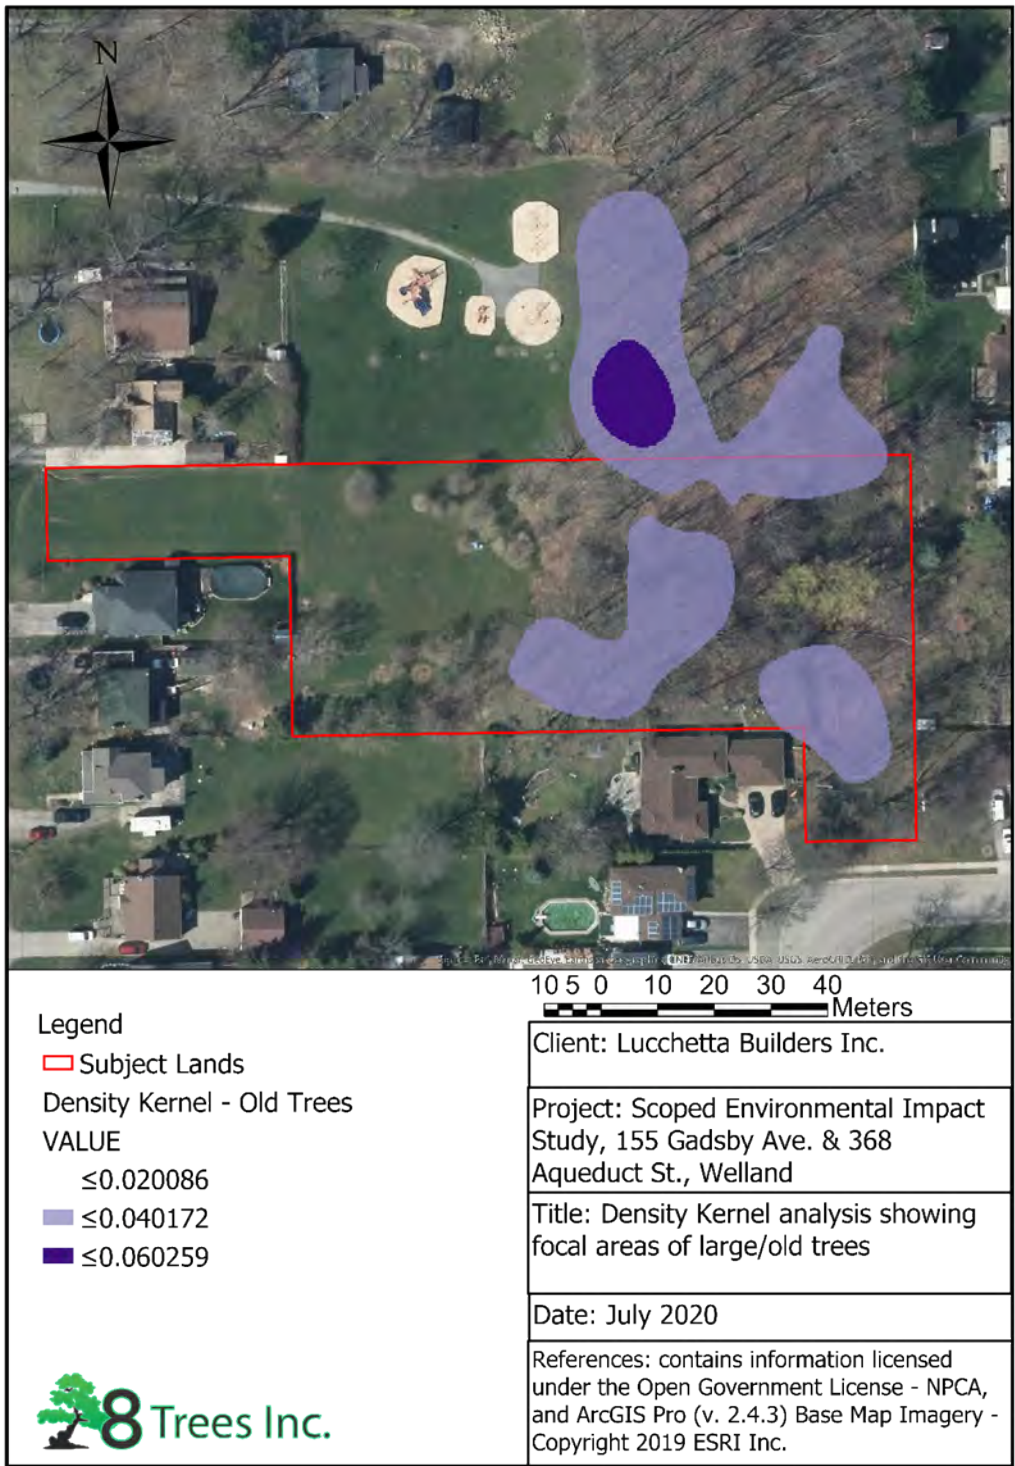 N
10 5 0 10 20 30 40
Meters
Legend
Subject Lands
Density Kernel - Old Trees
VALUE
≤0.020086
≤0.040172
≤0.060259
8 Trees Inc.
Client: Lucchetta Builders Inc.
Project: Scoped Environmental Impact
Study, 155 Gadsby Ave. & 368
Aqueduct St., Welland
Title: Density Kernel analysis showing
focal areas of large/old trees
Date: July 2020
References: contains information licensed
under the Open Government License - NPCA,
and ArcGIS Pro (v. 2.4.3) Base Map Imagery -
Copyright 2019 ESRI Inc.